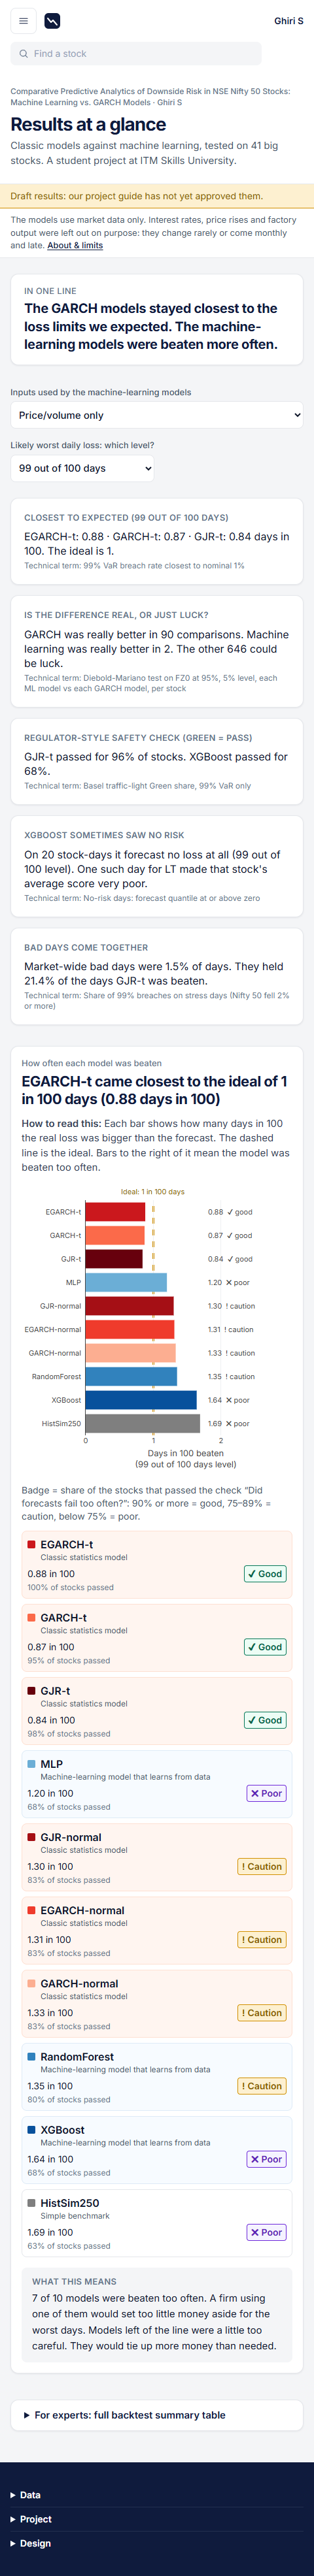 Ghiri S
Find a stock
Comparative Predictive Analytics of Downside Risk in NSE Nifty 50 Stocks:
Machine Learning vs. GARCH Models · Ghiri S
Results at a glance
Classic models against machine learning, tested on 41 big
stocks. A student project at ITM Skills University.
Draft results: our project guide has not yet approved them.
The models use market data only. Interest rates, price rises and factory
output were left out on purpose: they change rarely or come monthly
and late. About & limits
IN ONE LINE
The GARCH models stayed closest to the
loss limits we expected. The machine-
learning models were beaten more often.
Inputs used by the machine-learning models
Price/volume only
Likely worst daily loss: which level?
99 out of 100 days
CLOSEST TO EXPECTED (99 OUT OF 100 DAYS)
EGARCH-t: 0.88 · GARCH-t: 0.87 · GJR-t: 0.84 days in
100. The ideal is 1.
Technical term: 99% VaR breach rate closest to nominal 1%
IS THE DIFFERENCE REAL, OR JUST LUCK?
GARCH was really better in 90 comparisons. Machine
learning was really better in 2. The other 646 could
be luck.
Technical term: Diebold-Mariano test on FZ0 at 95%, 5% level, each
ML model vs each GARCH model, per stock
REGULATOR-STYLE SAFETY CHECK (GREEN = PASS)
GJR-t passed for 96% of stocks. XGBoost passed for
68%.
Technical term: Basel traffic-light Green share, 99% VaR only
XGBOOST SOMETIMES SAW NO RISK
On 20 stock-days it forecast no loss at all (99 out of
100 level). One such day for LT made that stock's
average score very poor.
Technical term: No-risk days: forecast quantile at or above zero
BAD DAYS COME TOGETHER
Market-wide bad days were 1.5% of days. They held
21.4% of the days GJR-t was beaten.
Technical term: Share of 99% breaches on stress days (Nifty 50 fell 2%
or more)
How often each model was beaten
EGARCH-t came closest to the ideal of 1
in 100 days (0.88 days in 100)
How to read this: Each bar shows how many days in 100
the real loss was bigger than the forecast. The dashed
line is the ideal. Bars to the right of it mean the model was
beaten too often.
Ideal: 1 in 100 days
EGARCH-t 0.88 ✓ good
GARCH-t 0.87 ✓ good
GJR-t 0.84 ✓ good
MLP 1.20 ✕ poor
GJR-normal 1.30 ! caution
EGARCH-normal 1.31 ! caution
GARCH-normal 1.33 ! caution
RandomForest 1.35 ! caution
XGBoost 1.64 ✕ poor
HistSim250 1.69 ✕ poor
0 1 2
Days in 100 beaten
(99 out of 100 days level)
Badge = share of the stocks that passed the check "Did
forecasts fail too often?": 90% or more = good, 75–89% =
caution, below 75% = poor.
EGARCH-t
Classic statistics model
0.88 in 100
✓ Good
100% of stocks passed
GARCH-t
Classic statistics model
0.87 in 100
✓ Good
95% of stocks passed
GJR-t
Classic statistics model
0.84 in 100
✓ Good
98% of stocks passed
MLP
Machine-learning model that learns from data
1.20 in 100
✕ Poor
68% of stocks passed
GJR-normal
Classic statistics model
1.30 in 100
! Caution
83% of stocks passed
EGARCH-normal
Classic statistics model
1.31 in 100
! Caution
83% of stocks passed
GARCH-normal
Classic statistics model
1.33 in 100
! Caution
83% of stocks passed
RandomForest
Machine-learning model that learns from data
1.35 in 100
! Caution
80% of stocks passed
XGBoost
Machine-learning model that learns from data
1.64 in 100
✕ Poor
68% of stocks passed
HistSim250
Simple benchmark
1.69 in 100
✕ Poor
63% of stocks passed
WHAT THIS MEANS
7 of 10 models were beaten too often. A firm using
one of them would set too little money aside for the
worst days. Models left of the line were a little too
careful. They would tie up more money than needed.
For experts: full backtest summary table
Data
Project
Design